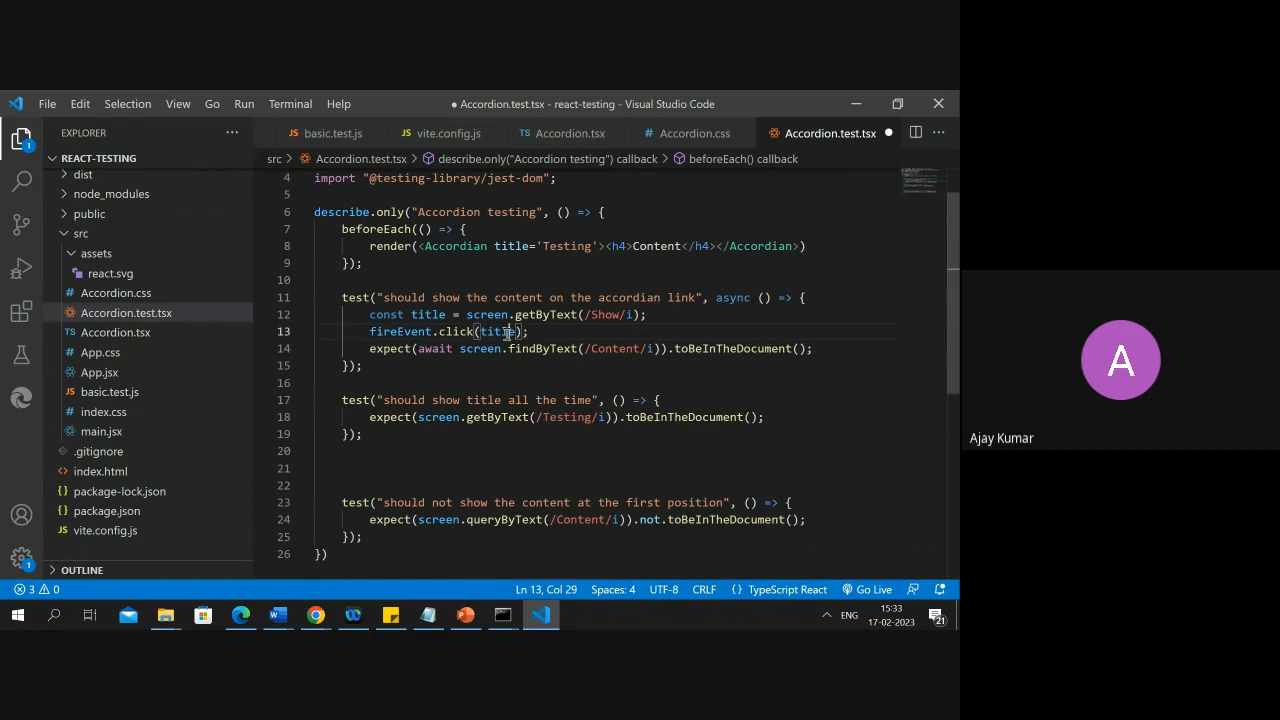 File Edit Selection View Go Run Terminal Help
● Accordion.test.tsx - react-testing - Visual Studio Code
EXPLORER
basic.test.js
vite.config.js
Accordion.tsx
Accordion.css
Accordion.test.tsx
REACT-TESTING
dist
node_modules
public
src
assets
react.svg
Accordion.css
Accordion.test.tsx
Accordion.tsx
App.css
App.jsx
basic.test.js
index.css
main.jsx
.gitignore
index.html
package-lock.json
package.json
vite.config.js
OUTLINE
src > Accordion.test.tsx > describe.only("Accordion testing") callback > beforeEach() callback
4 import "@testing-library/jest-dom";
5
6 describe.only("Accordion testing", () => {
7 beforeEach(() => {
8 render(<Accordian title='Testing'><h4>Content</h4></Accordian>)
9 });
10
11 test("should show the content on the accordian link", async () => {
12 const title = screen.getByText(/Show/i);
13 fireEvent.click(title);
14 expect(await screen.findByText(/Content/i)).toBeInTheDocument();
15 });
16
17 test("should show title all the time", () => {
18 expect(screen.getByText(/Testing/i)).toBeInTheDocument();
19 });
20
21
22
23 test("should not show the content at the first position", () => {
24 expect(screen.queryByText(/Content/i)).not.toBeInTheDocument();
25 });
26 })
1
1
3 0
Ln 13, Col 29 Spaces: 4 UTF-8 CRLF { } TypeScript React Go Live
ENG
15:33
17-02-2023
21
A
Ajay Kumar